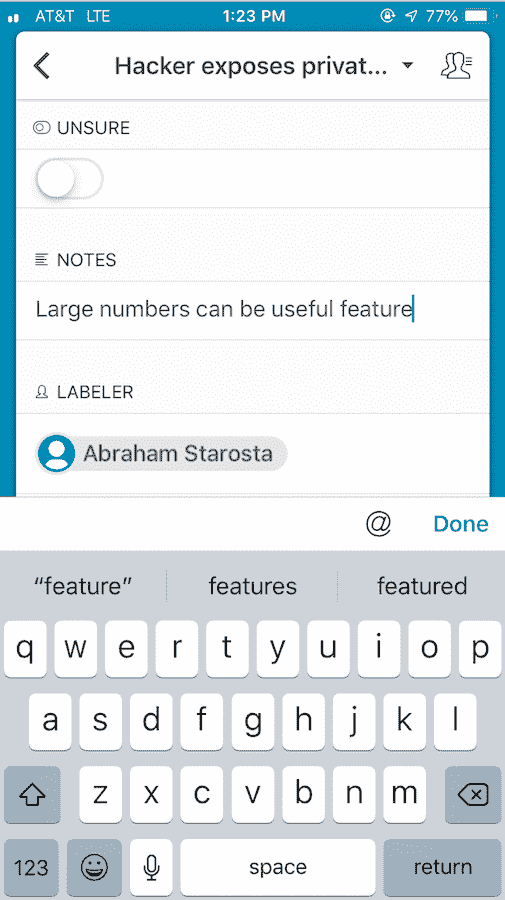 AT&T LTE 1:23 PM 77%
Hacker exposes privat...
UNSURE
NOTES
Large numbers can be useful feature
LABELER
Abraham Starosta
@ Done
“feature” features featured
q w e r t y u i o p
a s d f g h j k l
z x c v b n m
123 space return